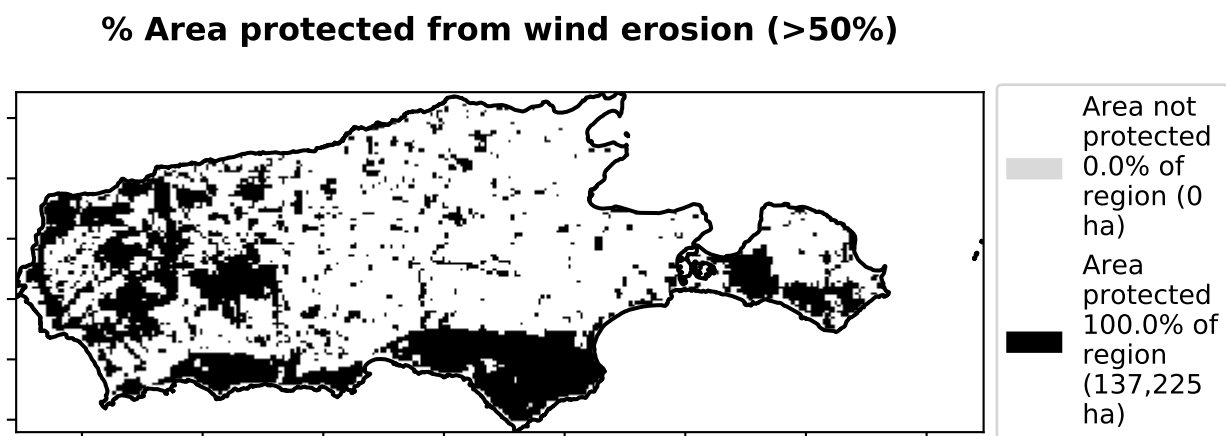 % Area protected from wind erosion (>50%)
Area not
protected
0.0% of
region (0
ha)
Area
protected
100.0% of
region
(137,225
ha)